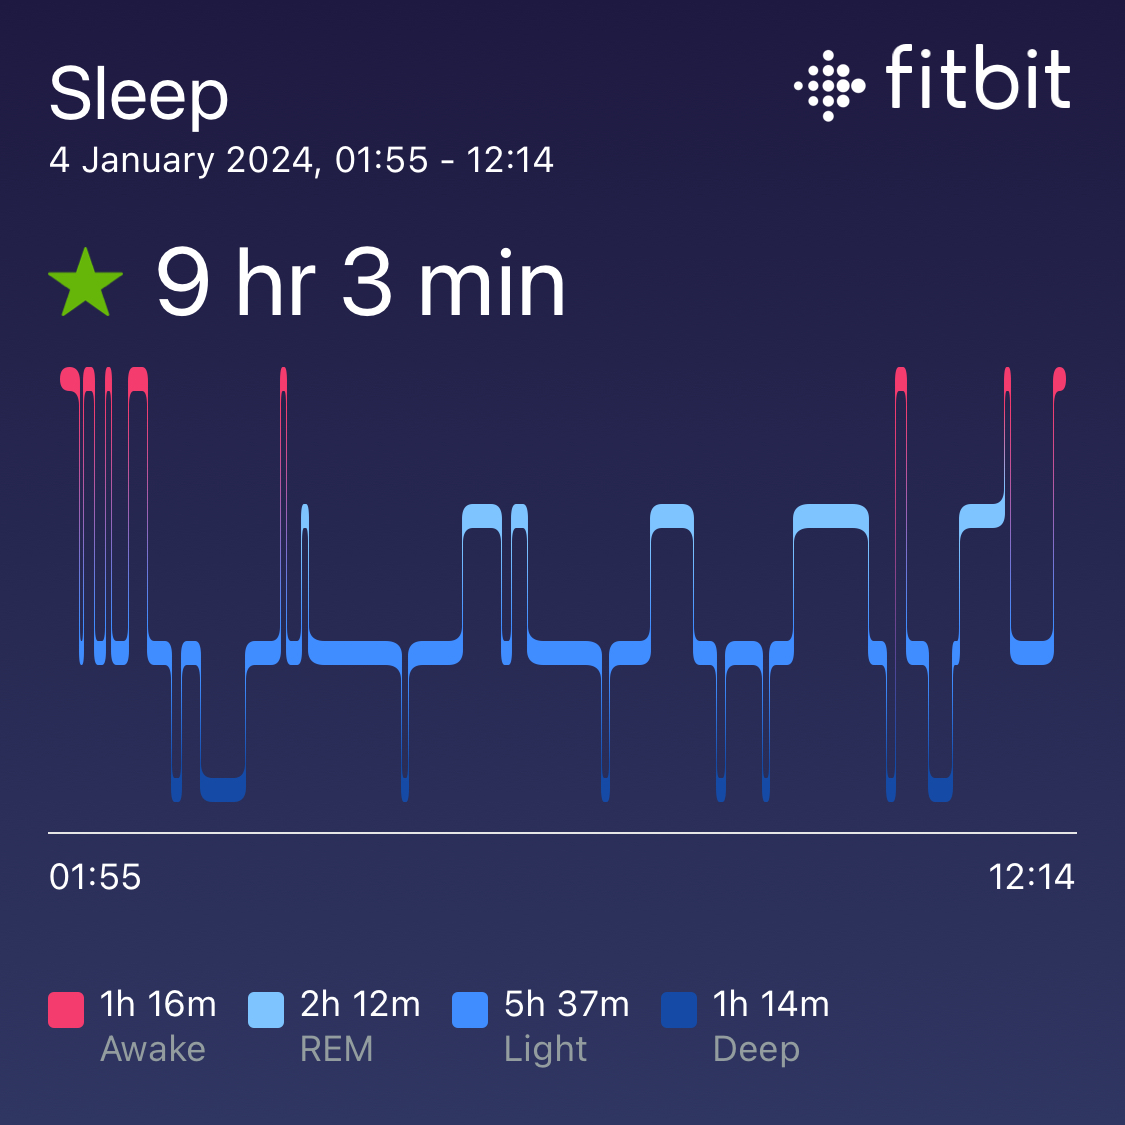 Sleep
fitbit
4 January 2024, 01:55 - 12:14
9 hr 3 min
01:55
12:14
1h 16m
Awake
2h 12m
REM
5h 37m
Light
1h 14m
Deep